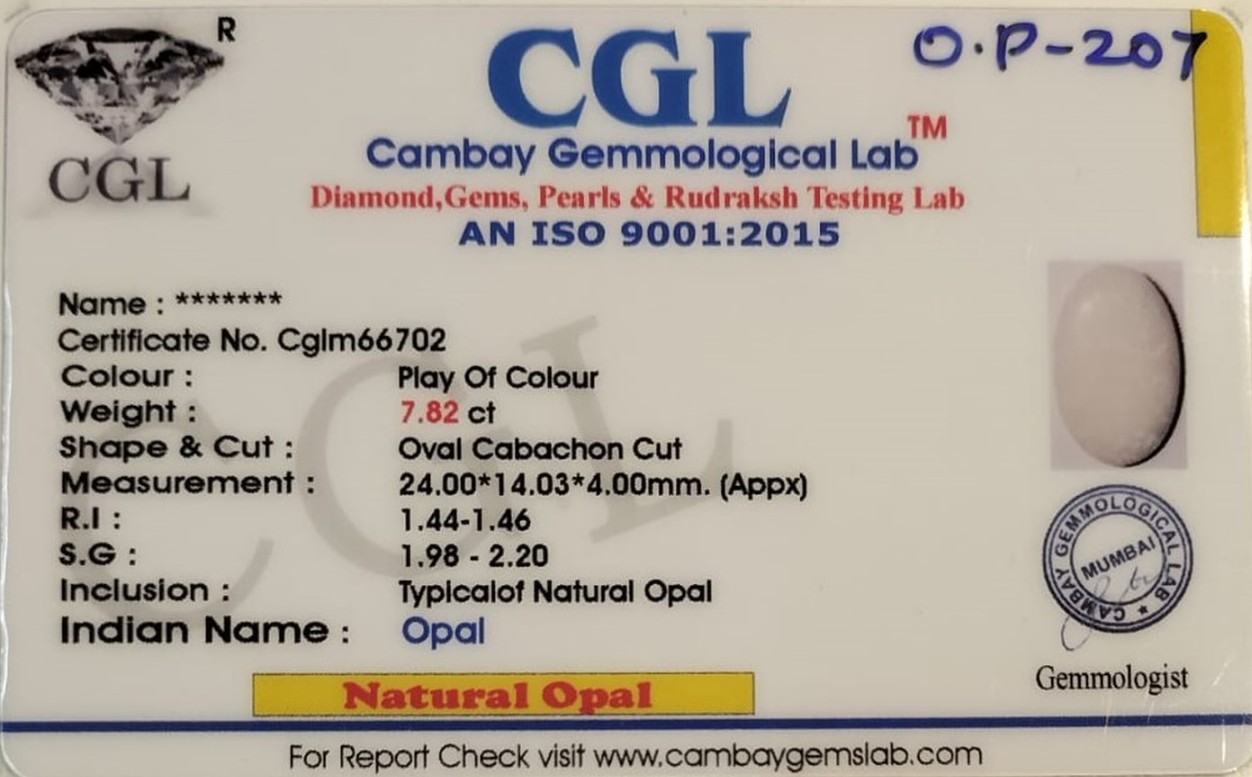 R
O.P-207
CGL
CGL
Cambay Gemmological Lab TM
Diamond,Gems, Pearls & Rudraksh Testing Lab
AN ISO 9001:2015
Name : *******
Certificate No. Cglm66702
Colour : Play Of Colour
Weight : 7.82 ct
Shape & Cut : Oval Cabachon Cut
Measurement : 24.00*14.03*4.00mm. (Appx)
R.I : 1.44-1.46
S.G : 1.98 - 2.20
Inclusion : Typicalof Natural Opal
Indian Name : Opal
CGL
CAMBAY GEMMOLOGICAL LAB ★
MUMBAI
Gemmologist
Natural Opal
For Report Check visit www.cambaygemslab.com